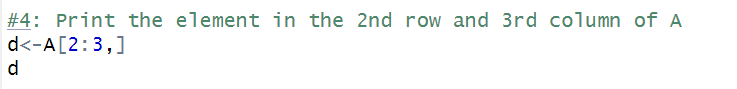 #4: Print the element in the 2nd row and 3rd column of A
d<-A[2:3,]
d